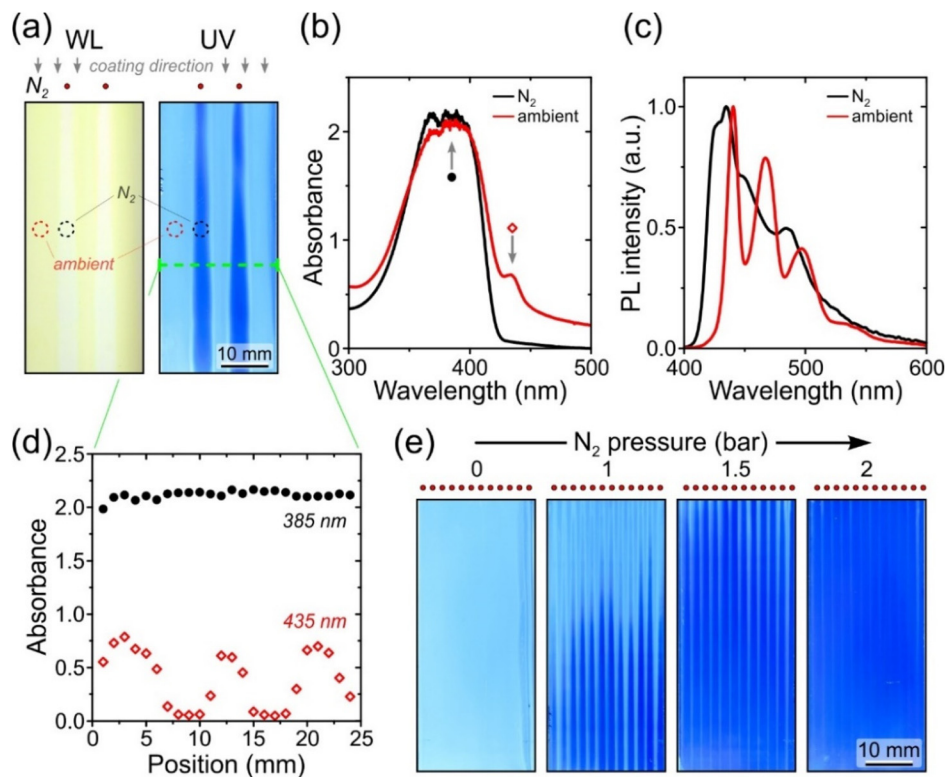 (a)
WL UV
coating direction
N2
N2
ambient
10 mm
(b)
N2
ambient
2
1
0
300 400 500
Absorbance
Wavelength (nm)
(c)
N2
ambient
1.0
0.5
0.0
400 500 600
PL intensity (a.u.)
Wavelength (nm)
(d)
2.5
2.0
1.5
1.0
0.5
0.0
0 5 10 15 20 25
385 nm
435 nm
Absorbance
Position (mm)
(e)
N2 pressure (bar)
0 1 1.5 2
10 mm